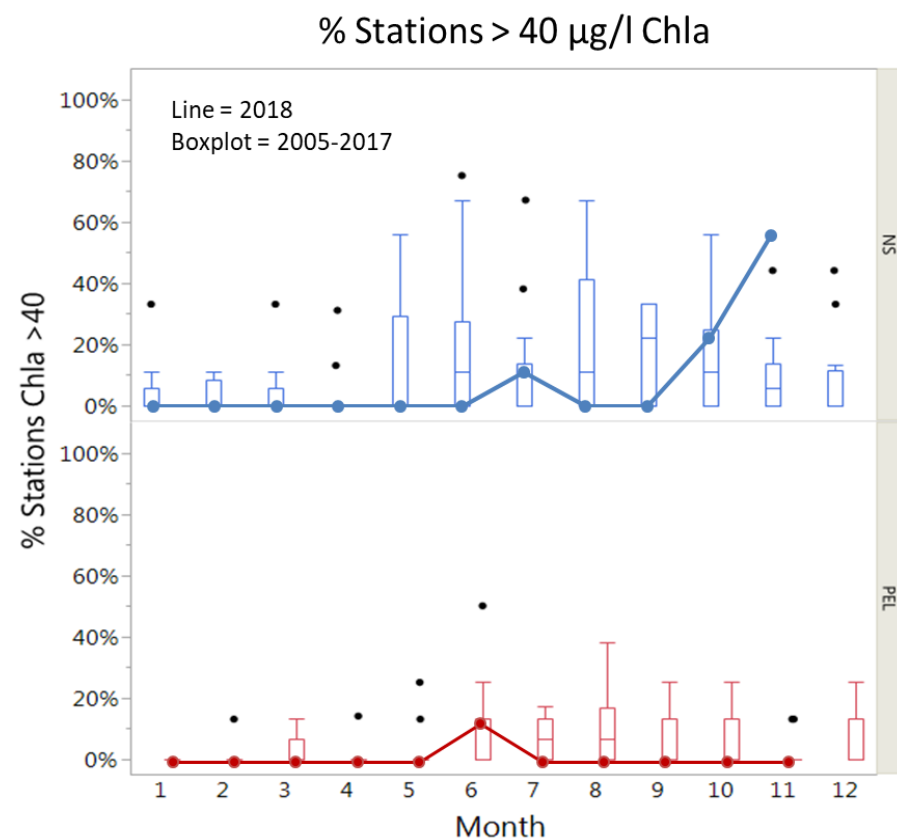 % Stations > 40 µg/l Chla
Line = 2018
Boxplot = 2005-2017
100%
80%
60%
40%
20%
0%
NS
% Stations Chla >40
100%
80%
60%
40%
20%
0%
PEL
1 2 3 4 5 6 7 8 9 10 11 12
Month